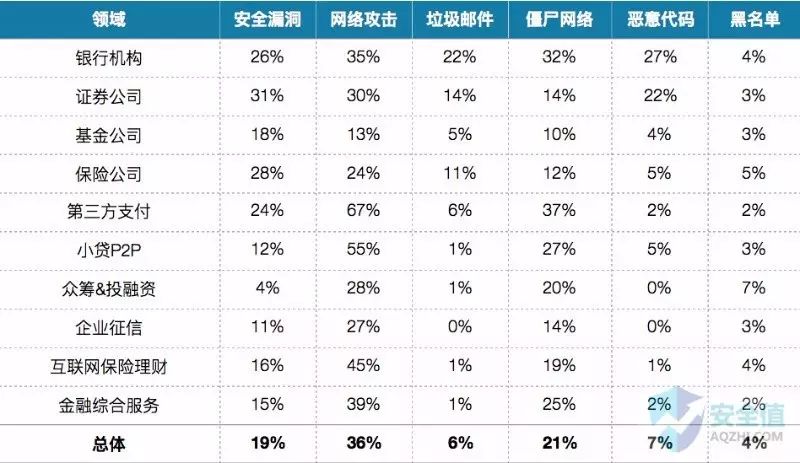 领域 安全漏洞 网络攻击 垃圾邮件 僵尸网络 恶意代码 黑名单
银行机构 26% 35% 22% 32% 27% 4%
证券公司 31% 30% 14% 14% 22% 3%
基金公司 18% 13% 5% 10% 4% 3%
保险公司 28% 24% 11% 12% 5% 5%
第三方支付 24% 67% 6% 37% 2% 2%
小贷P2P 12% 55% 1% 27% 5% 3%
众筹&投融资 4% 28% 1% 20% 0% 7%
企业征信 11% 27% 0% 14% 0% 3%
互联网保险理财 16% 45% 1% 19% 1% 4%
金融综合服务 15% 39% 1% 25% 2% 2%
总体 19% 36% 6% 21% 7% 4%
安全值
AQZHI.COM